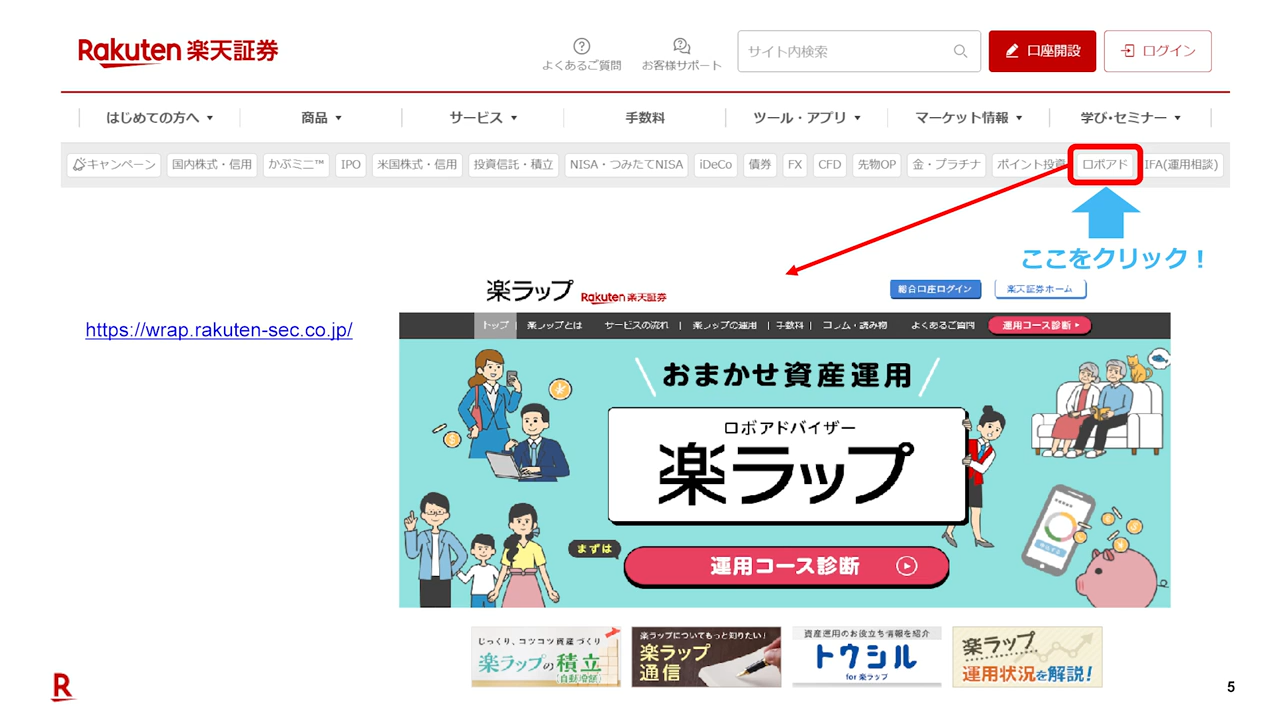 Rakuten 楽天証券
よくあるご質問
お客様サポート
サイト内検索
口座開設
ログイン
はじめての方へ ▼
商品 ▼
サービス ▼
手数料
ツール・アプリ ▼
マーケット情報 ▼
学び・セミナー ▼
キャンペーン
国内株式・信用
かぶミニ™
IPO
米国株式・信用
投資信託・積立
NISA・つみたてNISA
iDeCo
債券
FX
CFD
先物OP
金・プラチナ
ポイント投資
ロボアド
IFA(運用相談)
ここをクリック！
https://wrap.rakuten-sec.co.jp/
楽ラップ Rakuten 楽天証券
総合口座ログイン
楽天証券ホーム
トップ
楽ラップとは
サービスの流れ
楽ラップの運用
手数料
コラム・読み物
よくあるご質問
運用コース診断
おまかせ資産運用
ロボアドバイザー
楽ラップ
まずは
運用コース診断
じっくり、コツコツ資産づくり
楽ラップの積立
楽ラップについてもっと知りたい！
楽ラップ
通信
資産運用のお役立ち情報を紹介
トウシル
for 楽ラップ
楽ラップ
運用状況を解説！
R
5